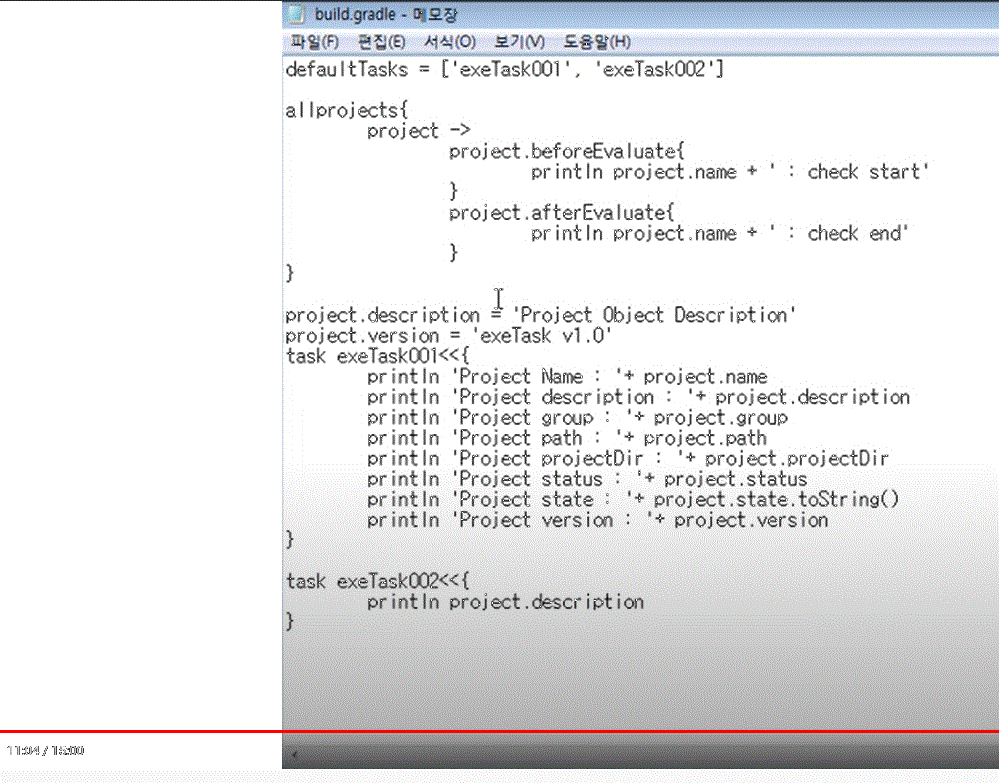 build.gradle - 메모장
파일(F) 편집(E) 서식(O) 보기(V) 도움말(H)
defaultTasks = ['exeTask001', 'exeTask002']
allprojects{
project ->
project.beforeEvaluate{
println project.name + ' : check start'
}
project.afterEvaluate{
println project.name + ' : check end'
}
}
project.description = 'Project Object Description'
project.version = 'exeTask v1.0'
task exeTask001<<{
println 'Project Name : '+ project.name
println 'Project description : '+ project.description
println 'Project group : '+ project.group
println 'Project path : '+ project.path
println 'Project projectDir : '+ project.projectDir
println 'Project status : '+ project.status
println 'Project state : '+ project.state.toString()
println 'Project version : '+ project.version
}
task exeTask002<<{
println project.description
}
11:04 / 15:00